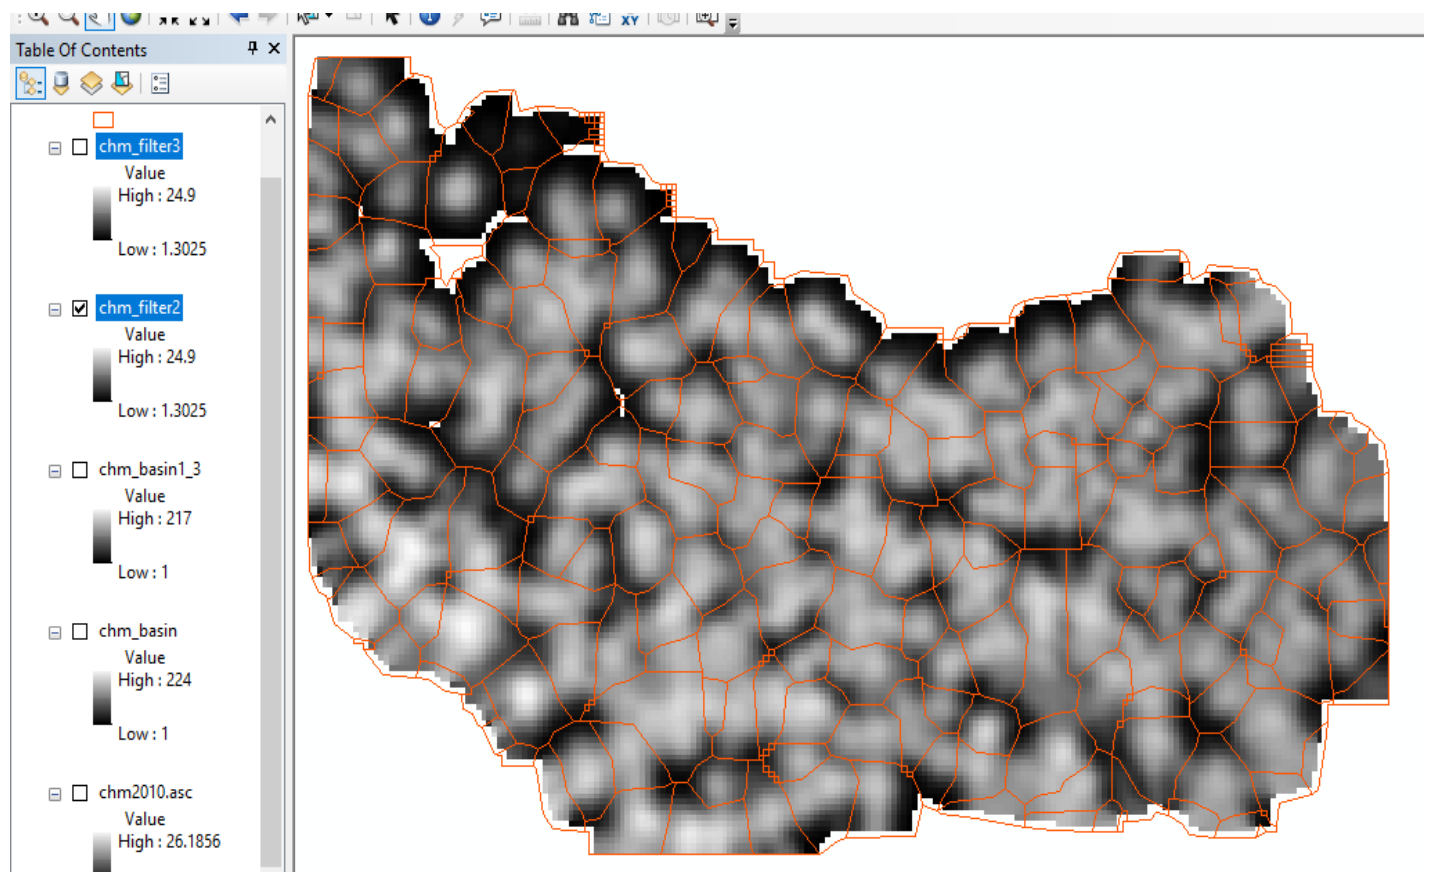 XY
Table Of Contents
chm_filter3
Value
High : 24.9
Low : 1.3025
chm_filter2
Value
High : 24.9
Low : 1.3025
chm_basin1_3
Value
High : 217
Low : 1
chm_basin
Value
High : 224
Low : 1
chm2010.asc
Value
High : 26.1856